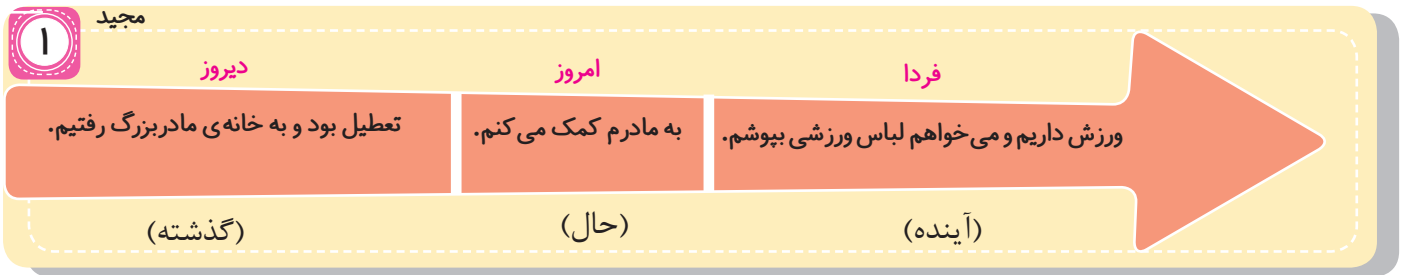 ۱
مجید
دیروز
امروز
فردا
تعطیل بود و به خانه‌ی مادربزرگ رفتیم.
به مادرم کمک می‌کنم.
ورزش داریم و می‌خواهم لباس ورزشی بپوشم.
(گذشته)
(حال)
(آینده)